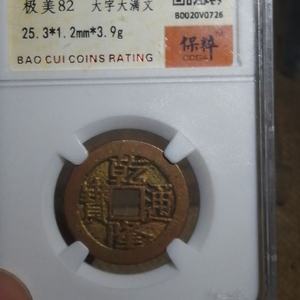 极美82 大字大满文
B0020V0726
25.3*1.2mm*3.9g
保粹
BAO CUI COINS RATING
乾隆通寶